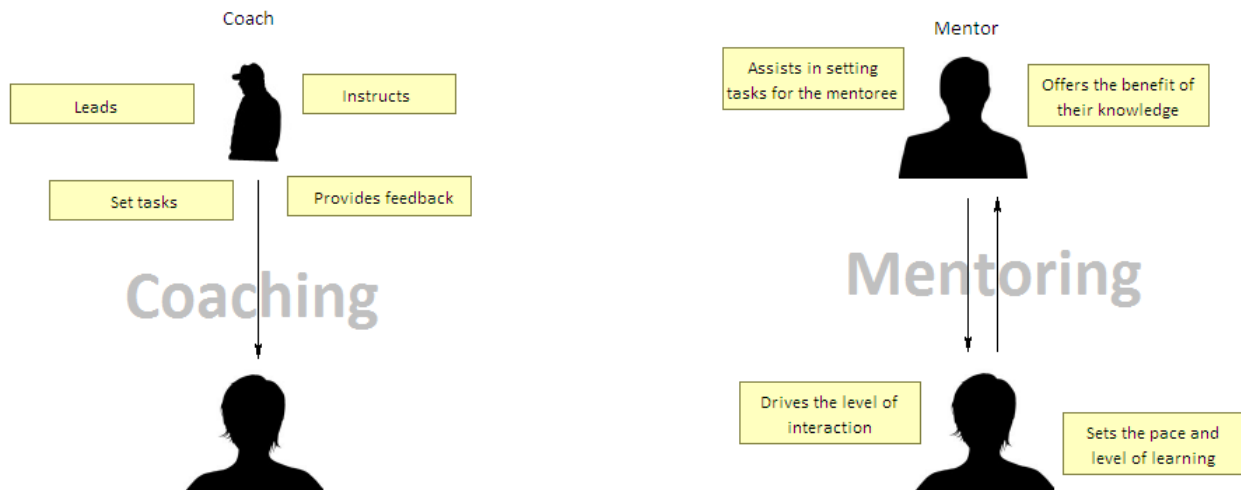 Coach
Leads
Instructs
Set tasks
Provides feedback
Coaching
Mentor
Assists in setting
tasks for the mentoree
Offers the benefit of
their knowledge
Mentoring
Drives the level of
interaction
Sets the pace and
level of learning